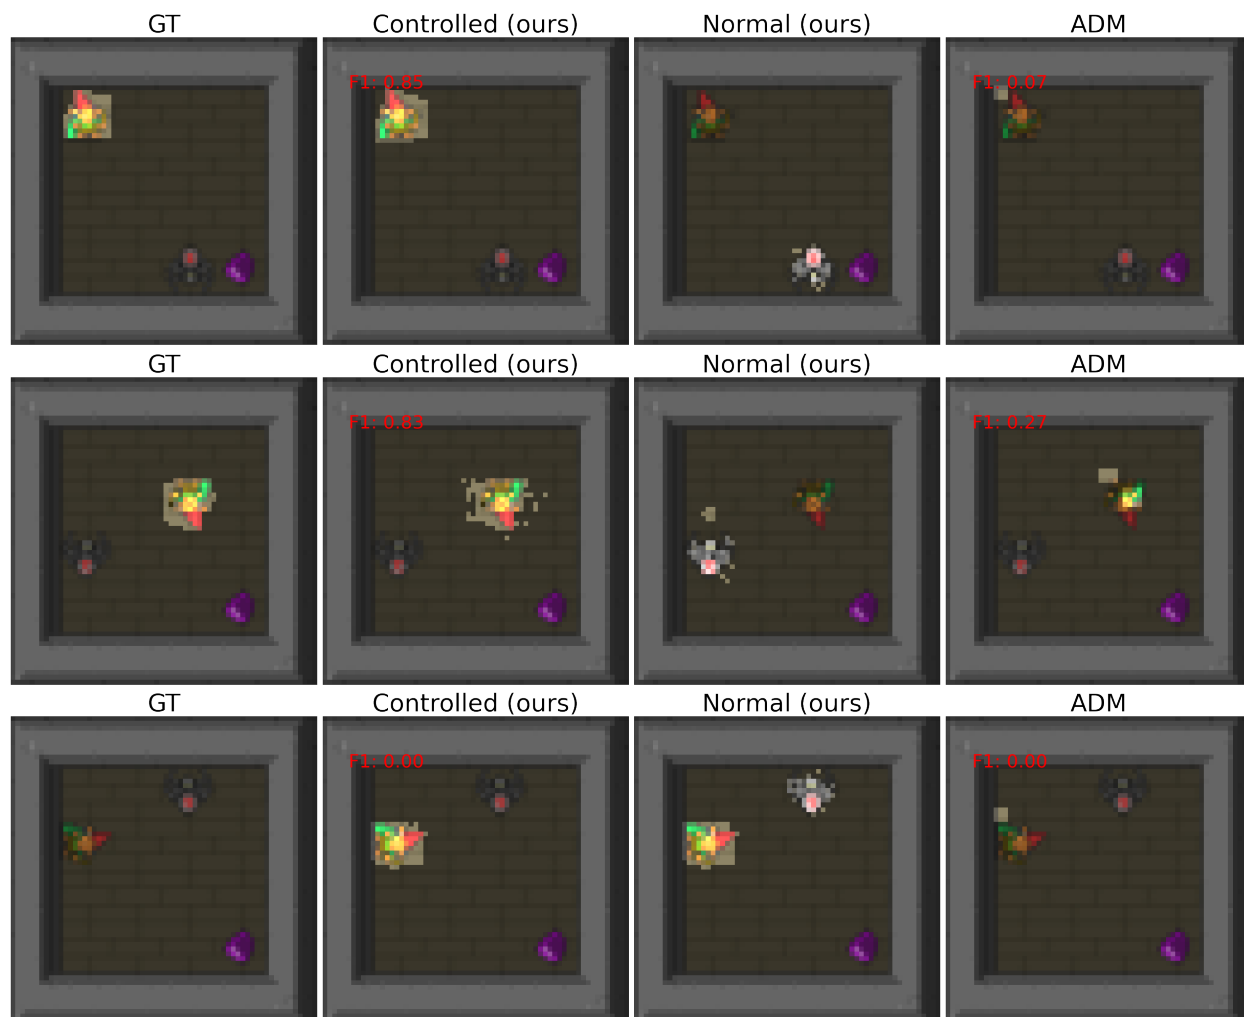 GT
Controlled (ours)
Normal (ours)
ADM
F1: 0.85
F1: 0.07
GT
Controlled (ours)
Normal (ours)
ADM
F1: 0.83
F1: 0.27
GT
Controlled (ours)
Normal (ours)
ADM
F1: 0.00
F1: 0.00